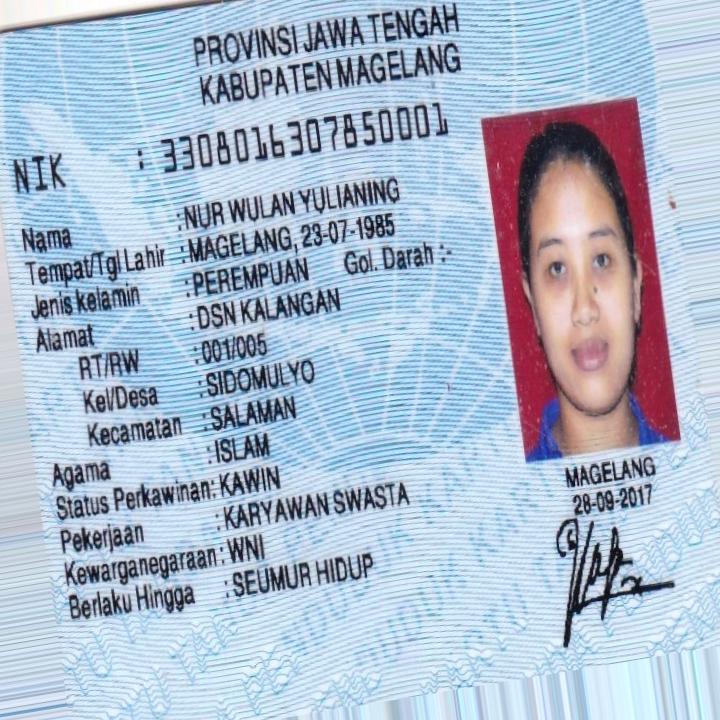 PROVINSI JAWA TENGAH
KABUPATEN MAGELANG
NIK : 3308016307850001
Nama : NUR WULAN YULIANING
Tempat/Tgl Lahir : MAGELANG, 23-07-1985
Jenis kelamin : PEREMPUAN Gol. Darah :-
Alamat : DSN KALANGAN
RT/RW : 001/005
Kel/Desa : SIDOMULYO
Kecamatan : SALAMAN
Agama : ISLAM
Status Perkawinan: KAWIN
Pekerjaan : KARYAWAN SWASTA
Kewarganegaraan: WNI
Berlaku Hingga : SEUMUR HIDUP
MAGELANG
28-09-2017